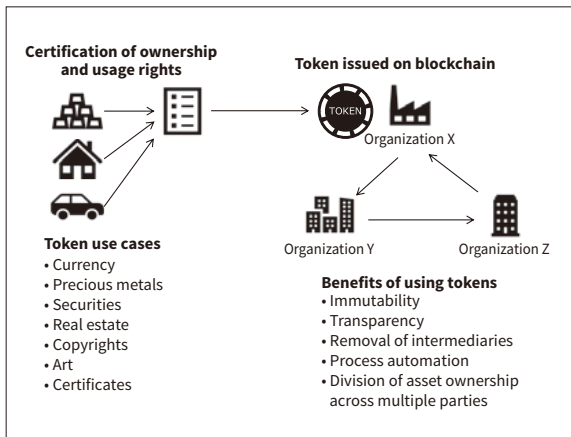 Certification of ownership
and usage rights
Token issued on blockchain
TOKEN
Organization X
Organization Y
Organization Z
Token use cases
• Currency
• Precious metals
• Securities
• Real estate
• Copyrights
• Art
• Certificates
Benefits of using tokens
• Immutability
• Transparency
• Removal of intermediaries
• Process automation
• Division of asset ownership
across multiple parties